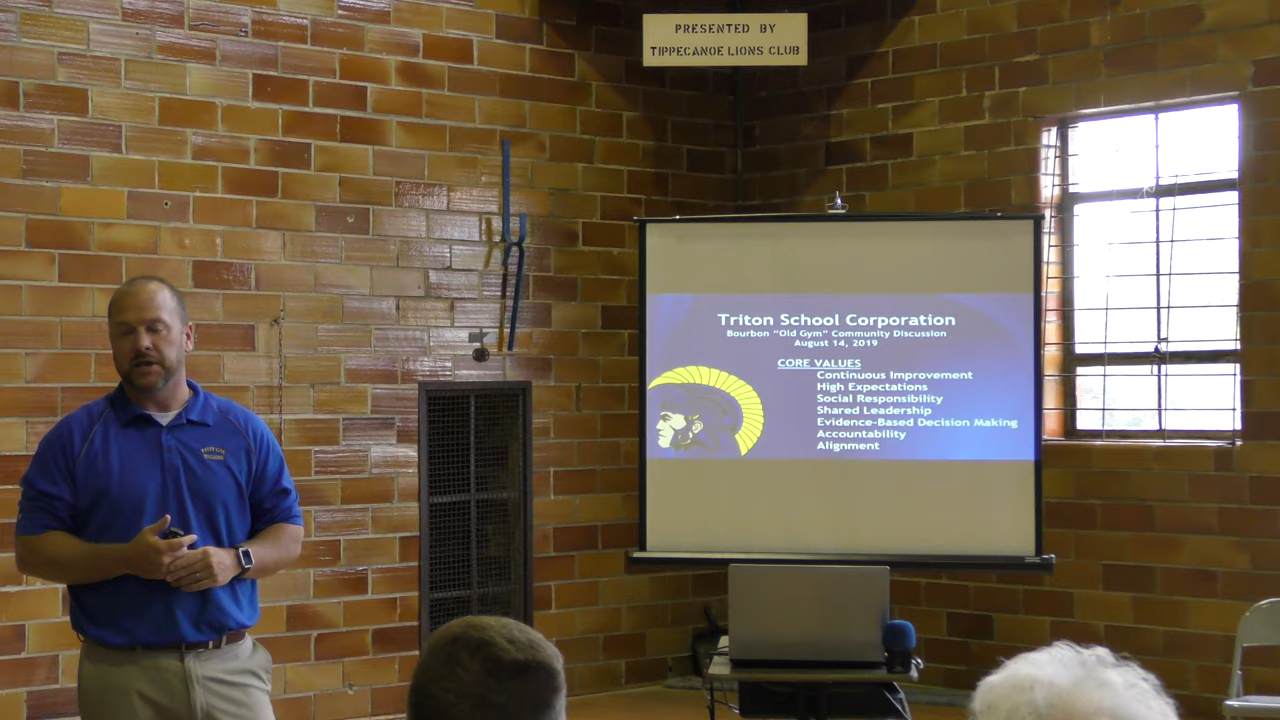 PRESENTED BY
TIPPECANOE LIONS CLUB
Triton School Corporation
Bourbon "Old Gym" Community Discussion
August 14, 2019
CORE VALUES
Continuous Improvement
High Expectations
Social Responsibility
Shared Leadership
Evidence-Based Decision Making
Accountability
Alignment
TRITON